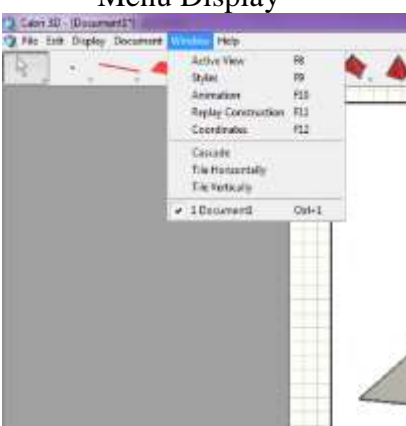 Menu Display
Cabri 3D - [Document1*]
File Edit Display Document Window Help
Active View F8
Styles F9
Animation F10
Replay Construction F11
Coordinates F12
Cascade
Tile Horizontally
Tile Vertically
✔ 1 Document1 Ctrl+1